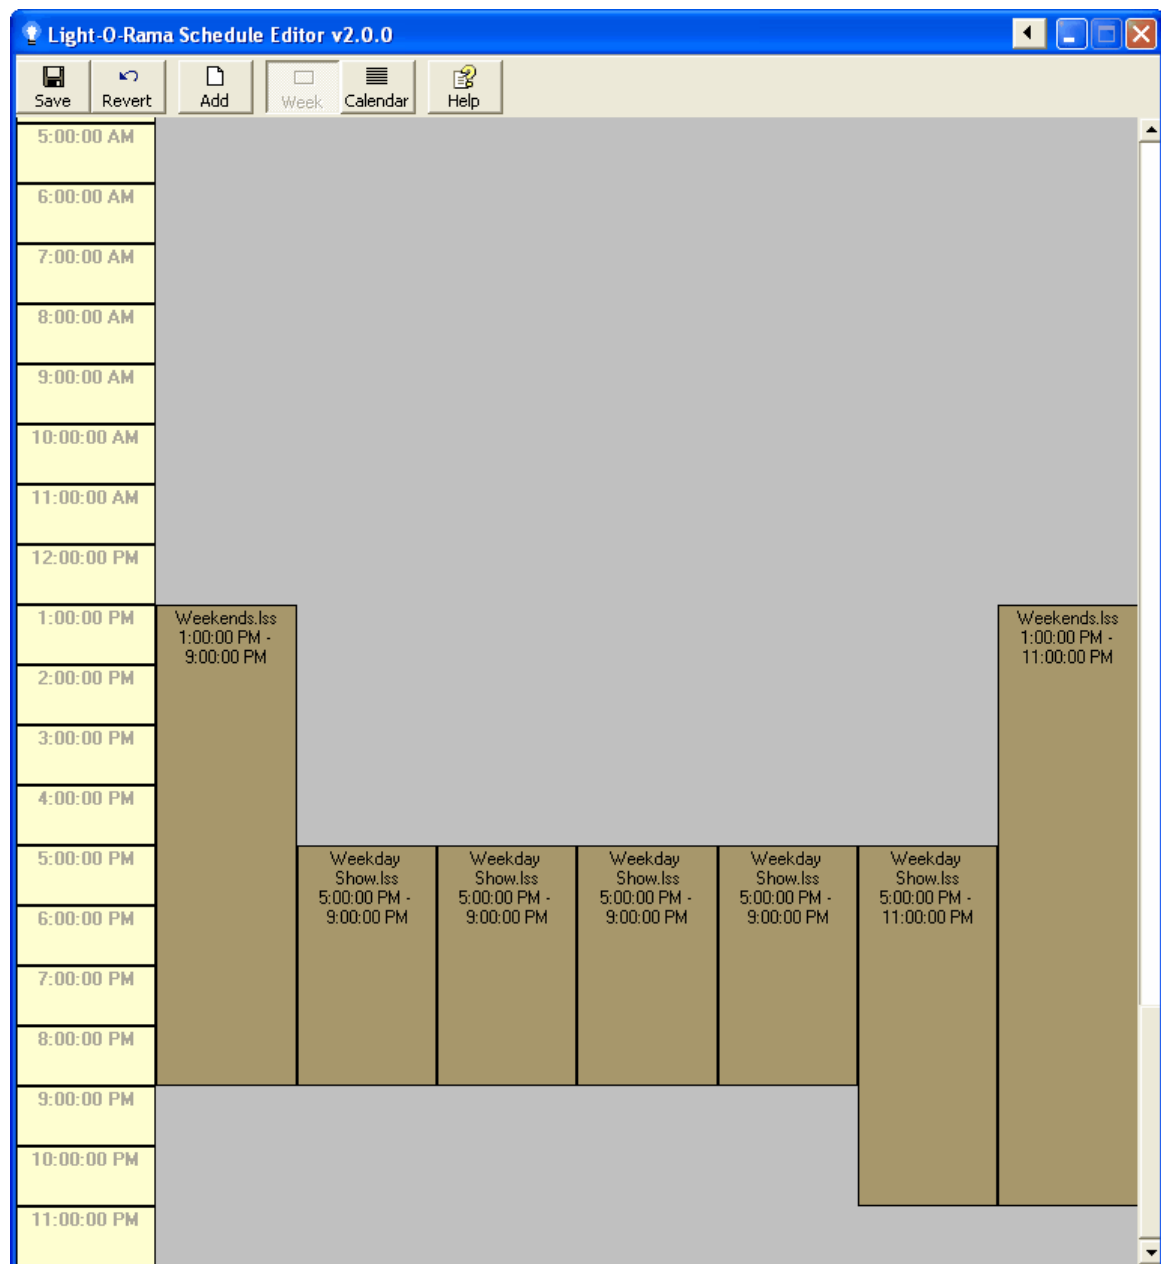 Light-O-Rama Schedule Editor v2.0.0
Save Revert Add Week Calendar Help
5:00:00 AM
6:00:00 AM
7:00:00 AM
8:00:00 AM
9:00:00 AM
10:00:00 AM
11:00:00 AM
12:00:00 PM
1:00:00 PM
2:00:00 PM
3:00:00 PM
4:00:00 PM
5:00:00 PM
6:00:00 PM
7:00:00 PM
8:00:00 PM
9:00:00 PM
10:00:00 PM
11:00:00 PM
Weekends.lss
1:00:00 PM -
9:00:00 PM
Weekday
Show.lss
5:00:00 PM -
9:00:00 PM
Weekday
Show.lss
5:00:00 PM -
9:00:00 PM
Weekday
Show.lss
5:00:00 PM -
9:00:00 PM
Weekday
Show.lss
5:00:00 PM -
9:00:00 PM
Weekday
Show.lss
5:00:00 PM -
11:00:00 PM
Weekends.lss
1:00:00 PM -
11:00:00 PM